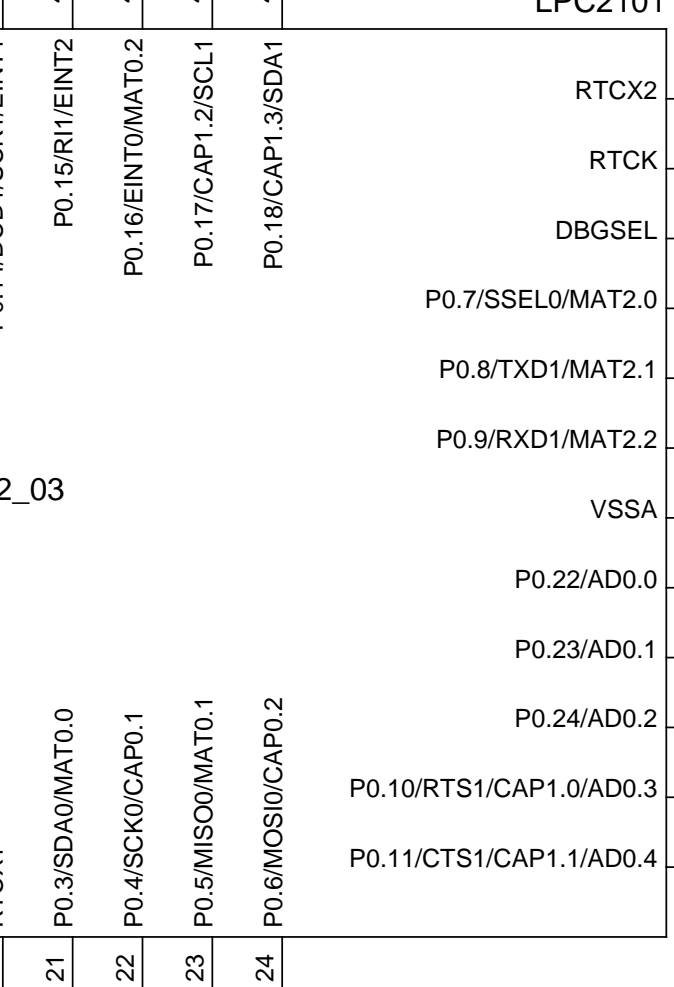 LPC2101
P0.15/RI1/EINT2
P0.16/EINT0/MAT0.2
P0.17/CAP1.2/SCL1
P0.18/CAP1.3/SDA1
RTCX2
RTCK
DBGSEL
P0.7/SSEL0/MAT2.0
P0.8/TXD1/MAT2.1
P0.9/RXD1/MAT2.2
2_03
VSSA
P0.22/AD0.0
P0.23/AD0.1
P0.24/AD0.2
P0.10/RTS1/CAP1.0/AD0.3
P0.11/CTS1/CAP1.1/AD0.4
P0.3/SDA0/MAT0.0
P0.4/SCK0/CAP0.1
P0.5/MISO0/MAT0.1
P0.6/MOSI0/CAP0.2
21
22
23
24